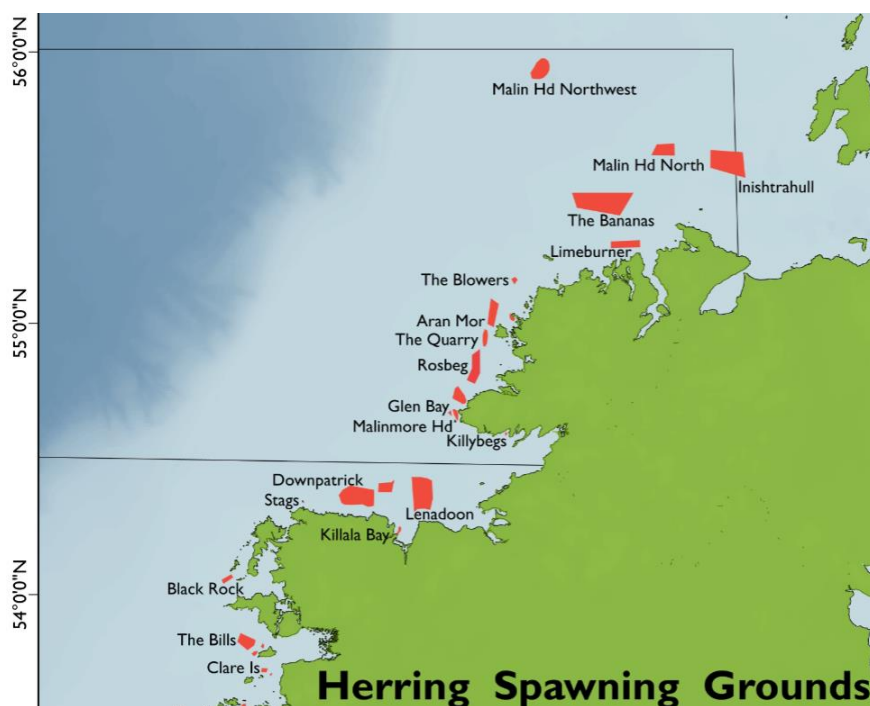 56°0'0"N
Malin Hd Northwest
Malin Hd North
Inishtrahull
The Bananas
Limeburner
The Blowers
55°0'0"N
Aran Mor
The Quarry
Rosbeg
Glen Bay
Malinmore Hd
Killybegs
Downpatrick
Stags
Lenadoon
Killala Bay
54°0'0"N
Black Rock
The Bills
Clare Is
Herring Spawning Grounds